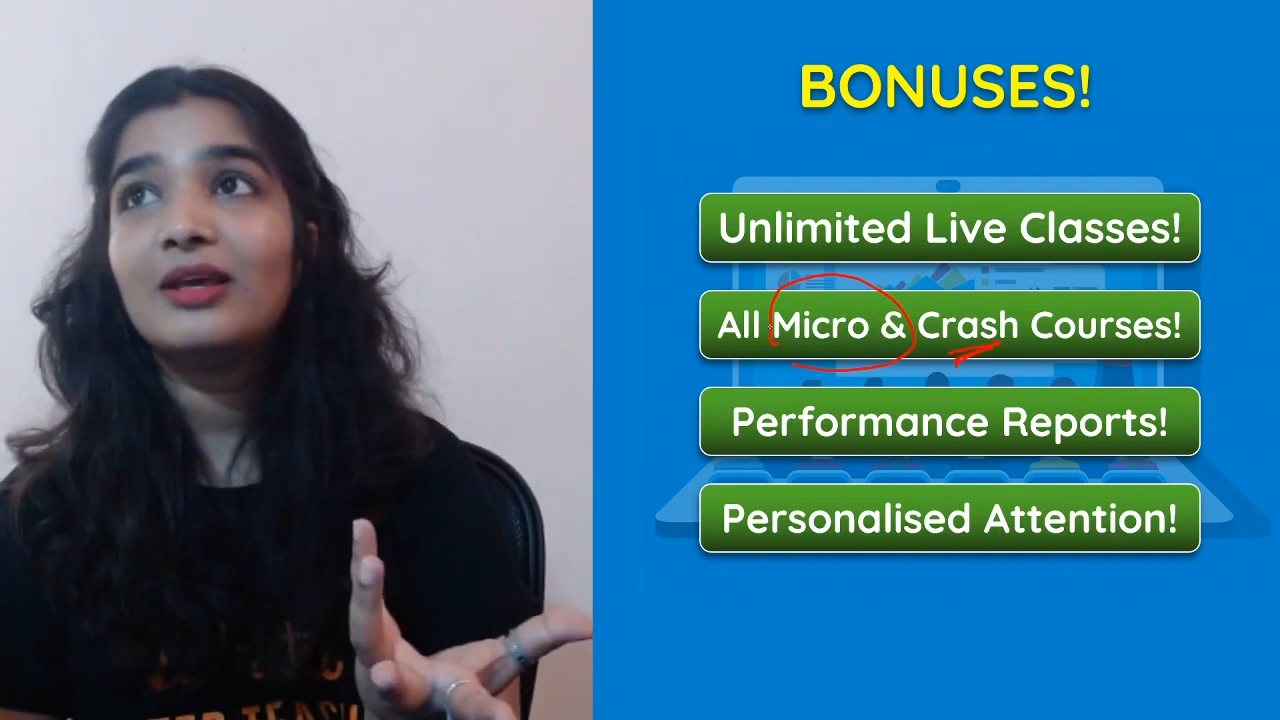 BONUSES!
Unlimited Live Classes!
All Micro & Crash Courses!
Performance Reports!
Personalised Attention!